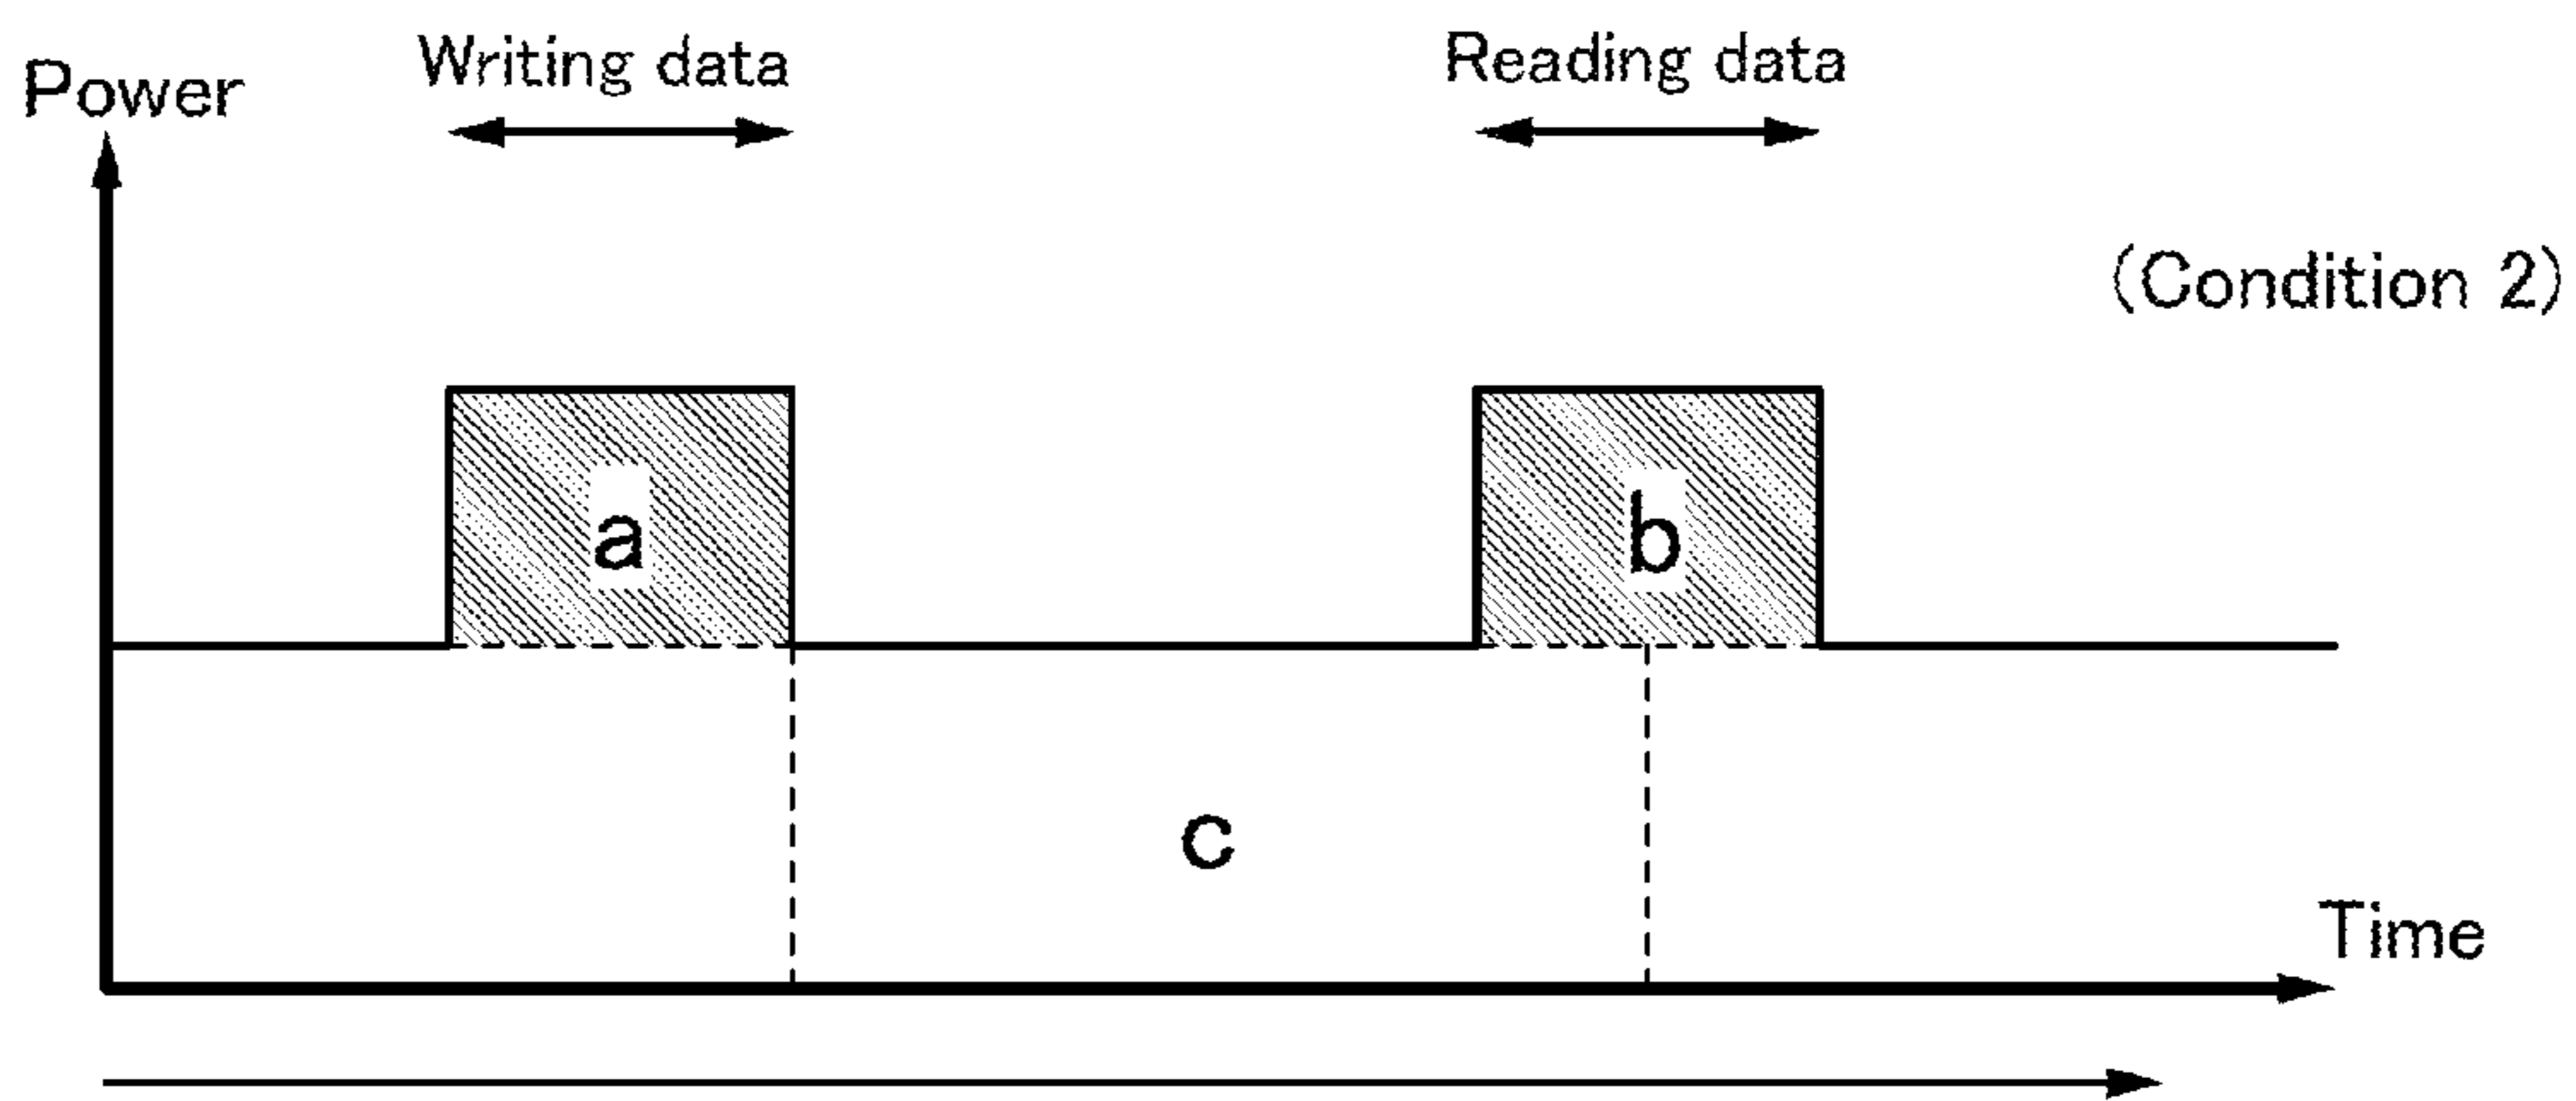 Power
Writing data
Reading data
(Condition 2)
a
b
c
Time